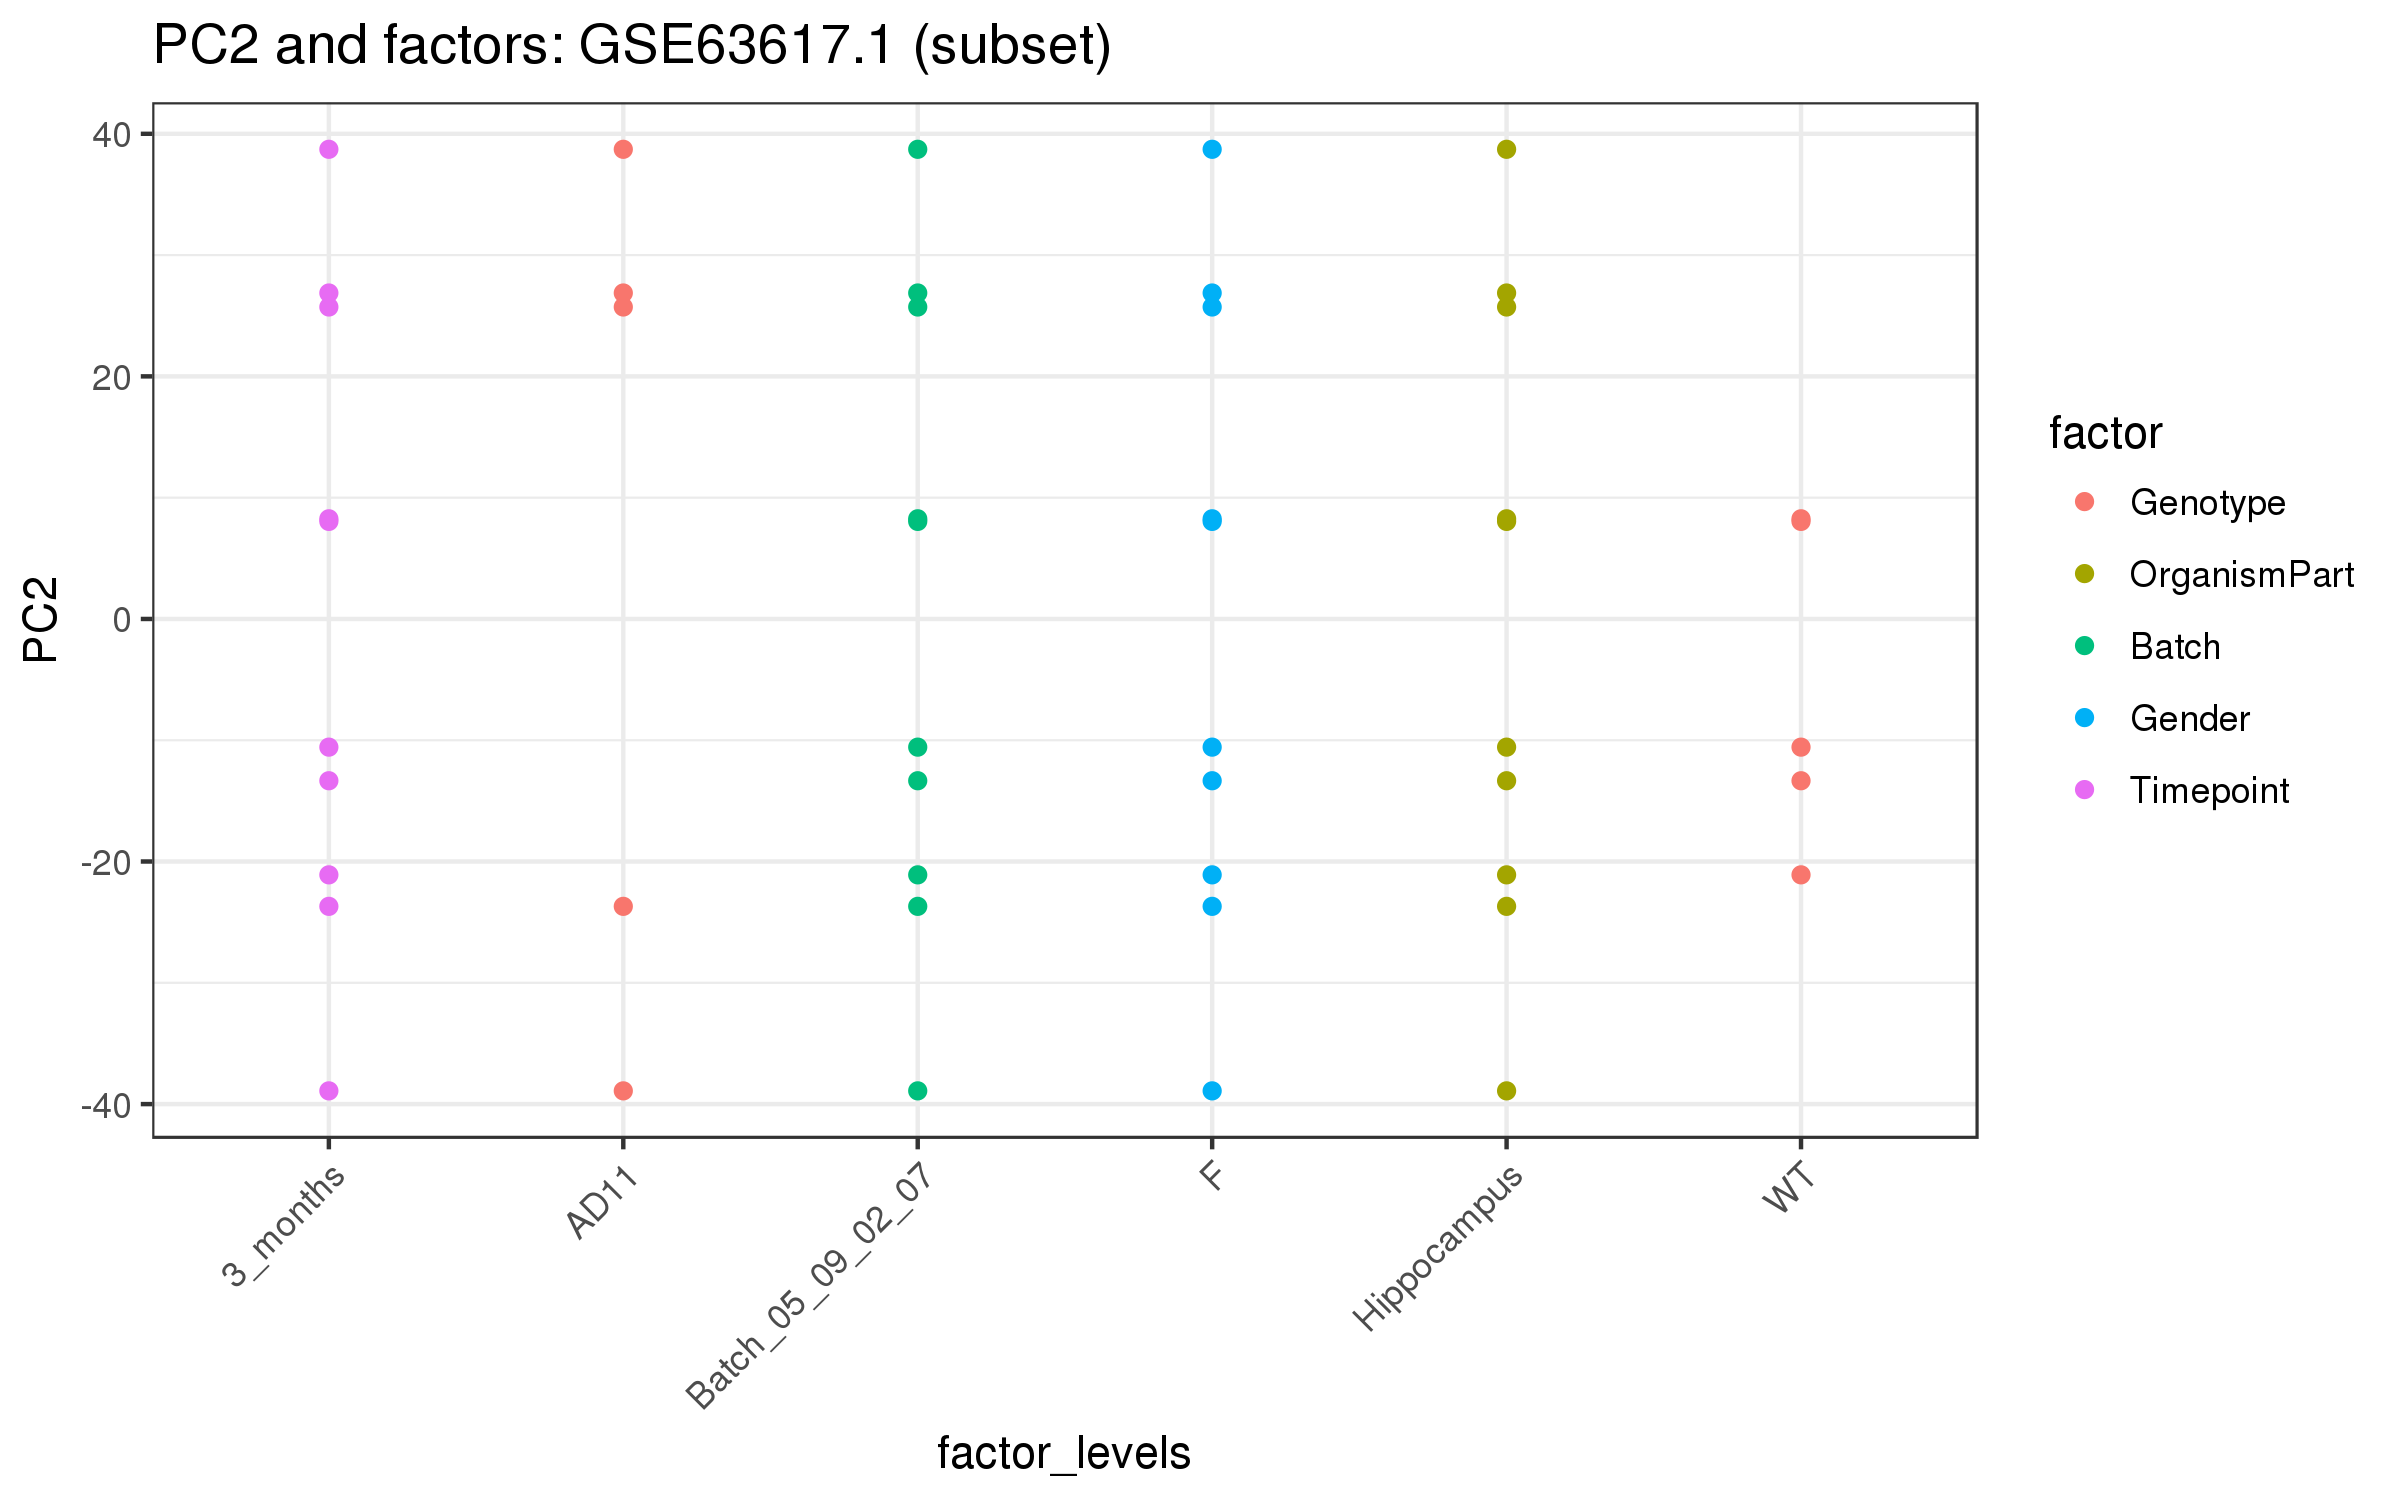 PC2 and factors: GSE63617.1 (subset)
40
20
0
-20
-40
PC2
3_months
AD11
Batch_05_09_02_07
F
Hippocampus
WT
factor_levels
factor
Genotype
OrganismPart
Batch
Gender
Timepoint